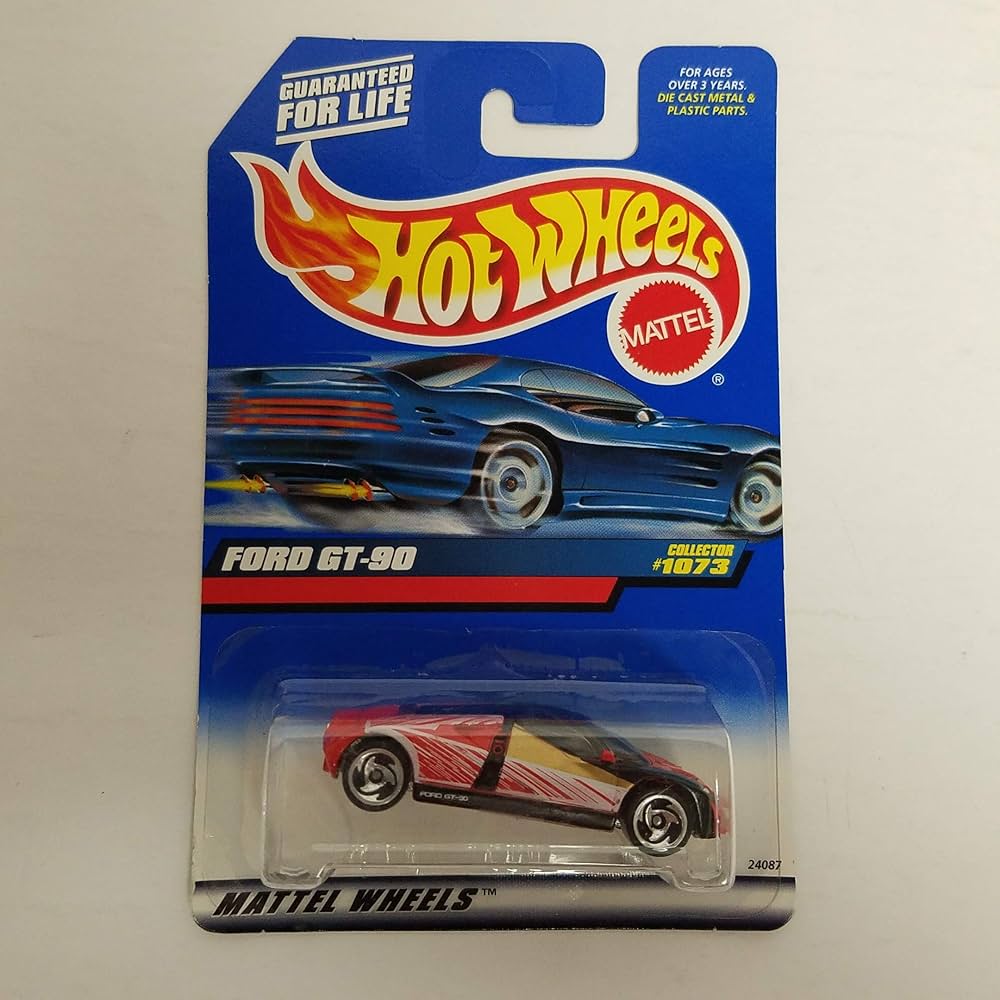 GUARANTEED
FOR LIFE
FOR AGES
OVER 3 YEARS.
DIE CAST METAL &
PLASTIC PARTS.
HOT WHEELS
MATTEL
®
FORD GT-90
COLLECTOR
#1073
FORD GT-90
24087
MATTEL WHEELS™